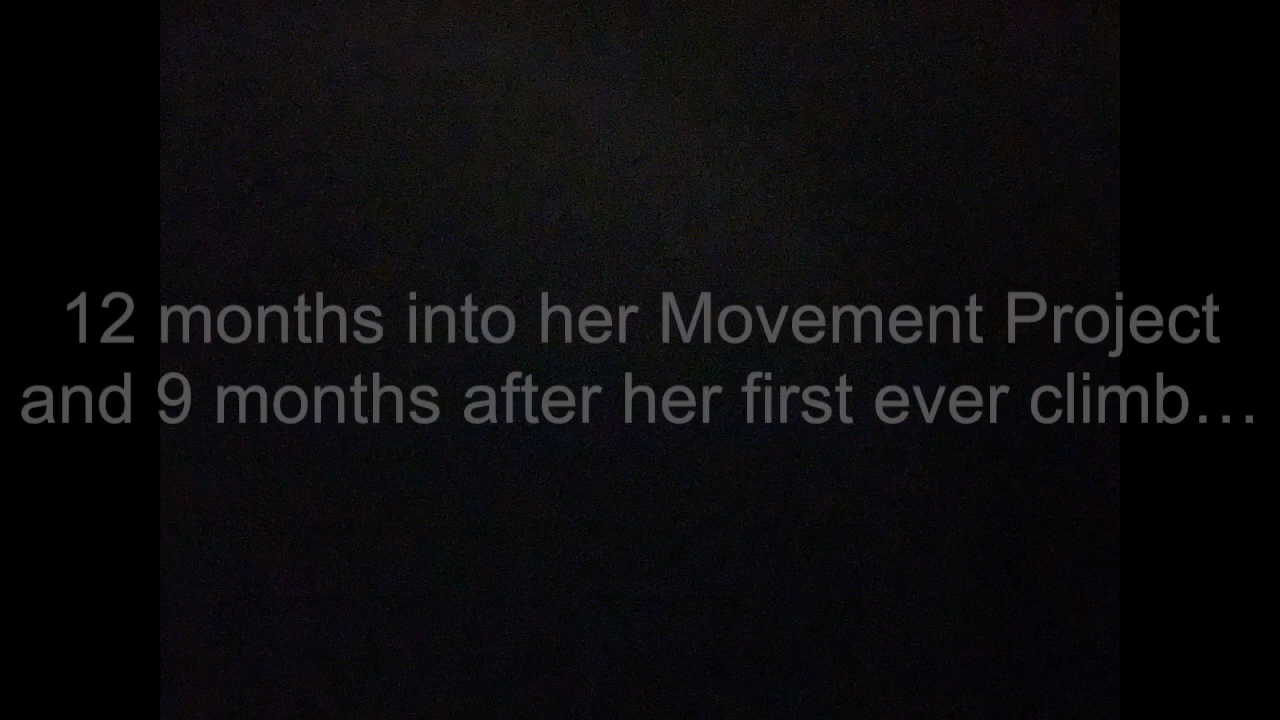 12 months into her Movement Project
and 9 months after her first ever climb…